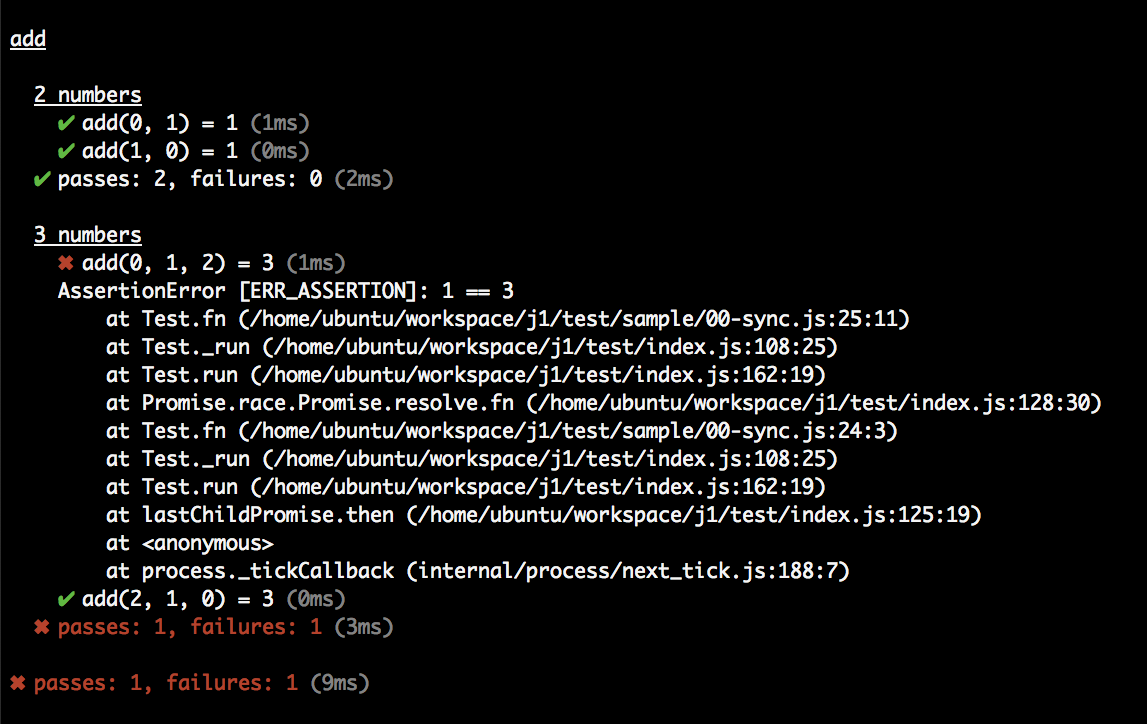 add
2 numbers
✔ add(0, 1) = 1 (1ms)
✔ add(1, 0) = 1 (0ms)
✔ passes: 2, failures: 0 (2ms)
3 numbers
✖ add(0, 1, 2) = 3 (1ms)
AssertionError [ERR_ASSERTION]: 1 == 3
at Test.fn (/home/ubuntu/workspace/j1/test/sample/00-sync.js:25:11)
at Test._run (/home/ubuntu/workspace/j1/test/index.js:108:25)
at Test.run (/home/ubuntu/workspace/j1/test/index.js:162:19)
at Promise.race.Promise.resolve.fn (/home/ubuntu/workspace/j1/test/index.js:128:30)
at Test.fn (/home/ubuntu/workspace/j1/test/sample/00-sync.js:24:3)
at Test._run (/home/ubuntu/workspace/j1/test/index.js:108:25)
at Test.run (/home/ubuntu/workspace/j1/test/index.js:162:19)
at lastChildPromise.then (/home/ubuntu/workspace/j1/test/index.js:125:19)
at <anonymous>
at process._tickCallback (internal/process/next_tick.js:188:7)
✔ add(2, 1, 0) = 3 (0ms)
✖ passes: 1, failures: 1 (3ms)
✖ passes: 1, failures: 1 (9ms)